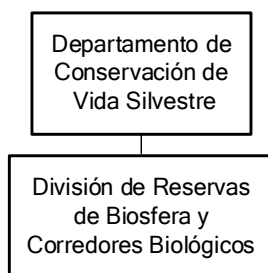 Departamento de
Conservación de
Vida Silvestre
División de Reservas
de Biosfera y
Corredores Biológicos